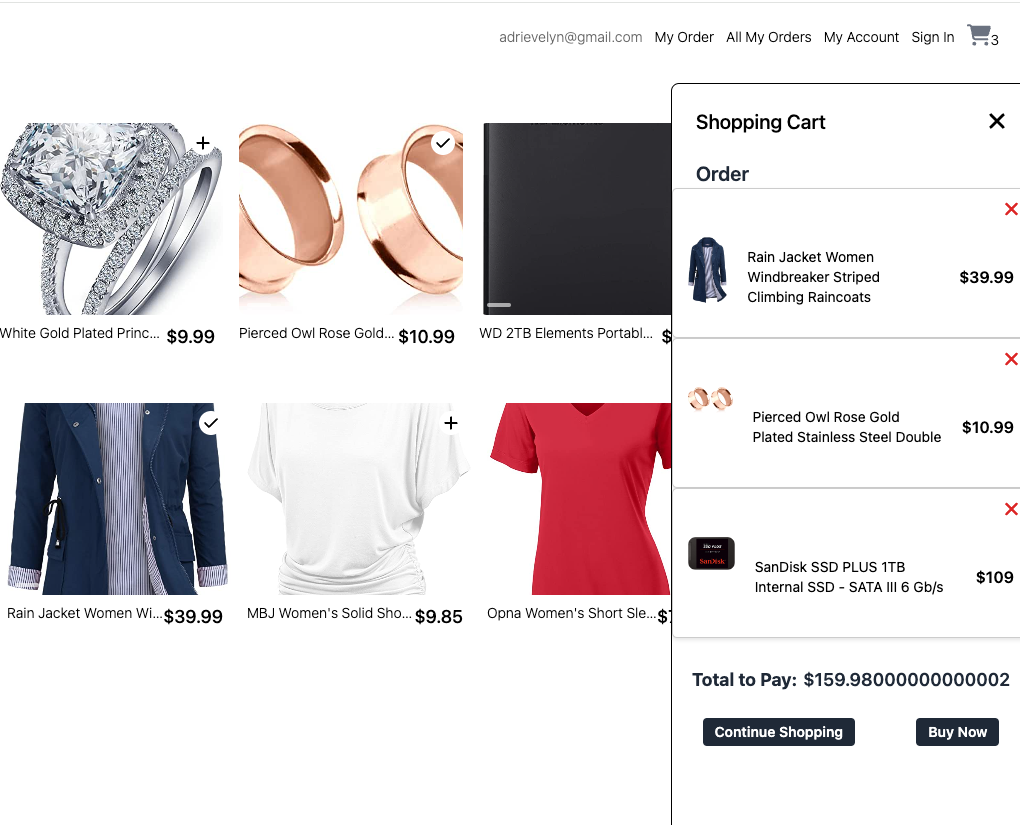 adrievelyn@gmail.com My Order All My Orders My Account Sign In 3
White Gold Plated Princ... $9.99
Pierced Owl Rose Gold... $10.99
WD 2TB Elements Portabl... $
Rain Jacket Women Wi... $39.99
MBJ Women's Solid Sho... $9.85
Opna Women's Short Sle... $7
Shopping Cart
Order
Rain Jacket Women
Windbreaker Striped
Climbing Raincoats
$39.99
Pierced Owl Rose Gold
Plated Stainless Steel Double
$10.99
SanDisk
SanDisk SSD PLUS 1TB
Internal SSD - SATA III 6 Gb/s
$109
Total to Pay: $159.98000000000002
Continue Shopping Buy Now